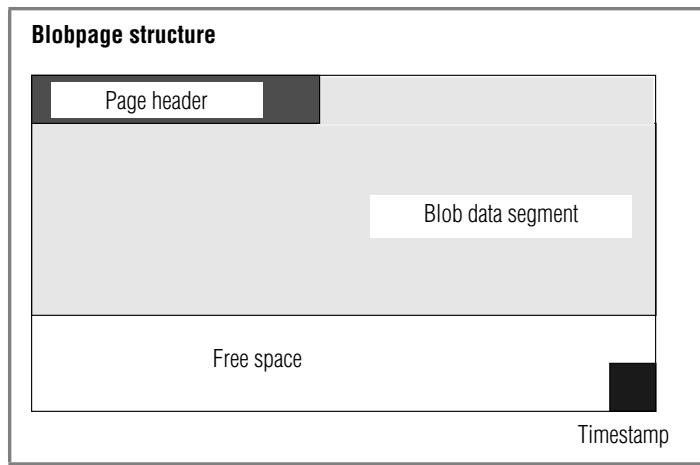 Blobpage structure
Page header
Blob data segment
Free space
Timestamp